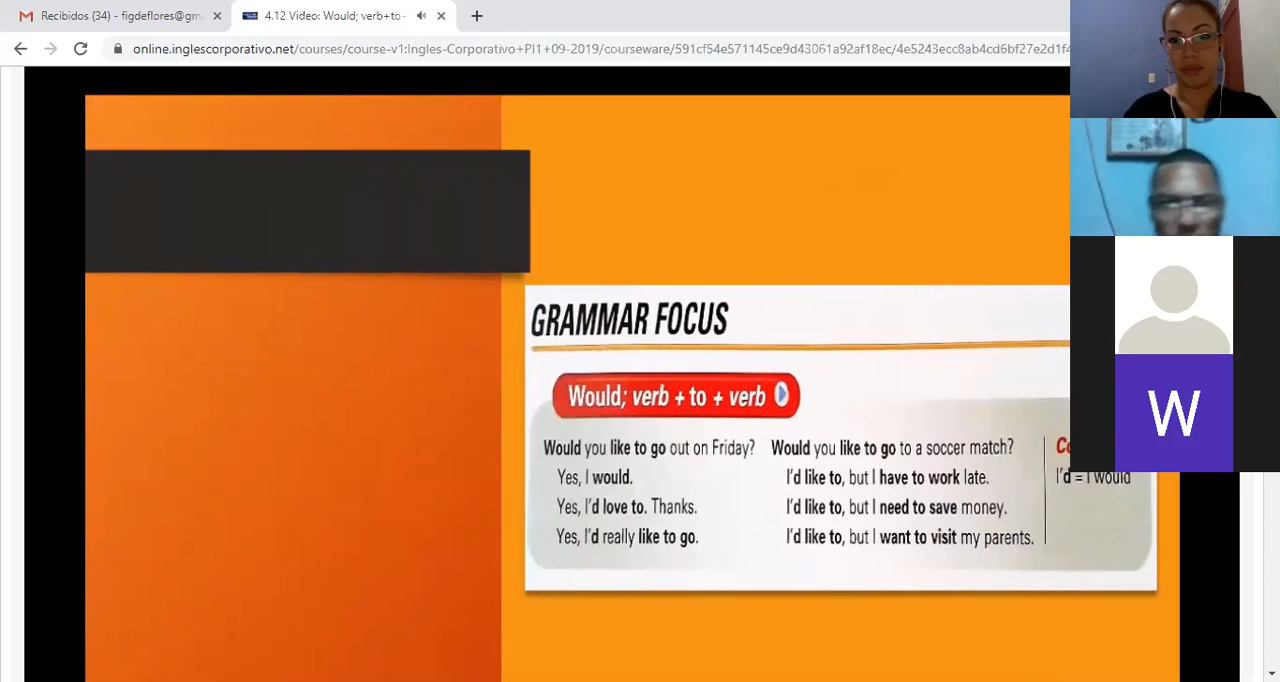 Recibidos (34) - figdeflores@gm
4.12 Video: Would; verb+to-
online.inglescorporativo.net/courses/course-v1:Ingles-Corporativo+PI1+09-2019/courseware/591cf54e571145ce9d43061a92af18ec/4e5243ecc8ab4cd6bf27e2d1f4
W
GRAMMAR FOCUS
Would; verb + to + verb
Would you like to go out on Friday?
Yes, I would.
Yes, I'd love to. Thanks.
Yes, I'd really like to go.
Would you like to go to a soccer match?
I'd like to, but I have to work late.
I'd like to, but I need to save money.
I'd like to, but I want to visit my parents.
I'd = I would